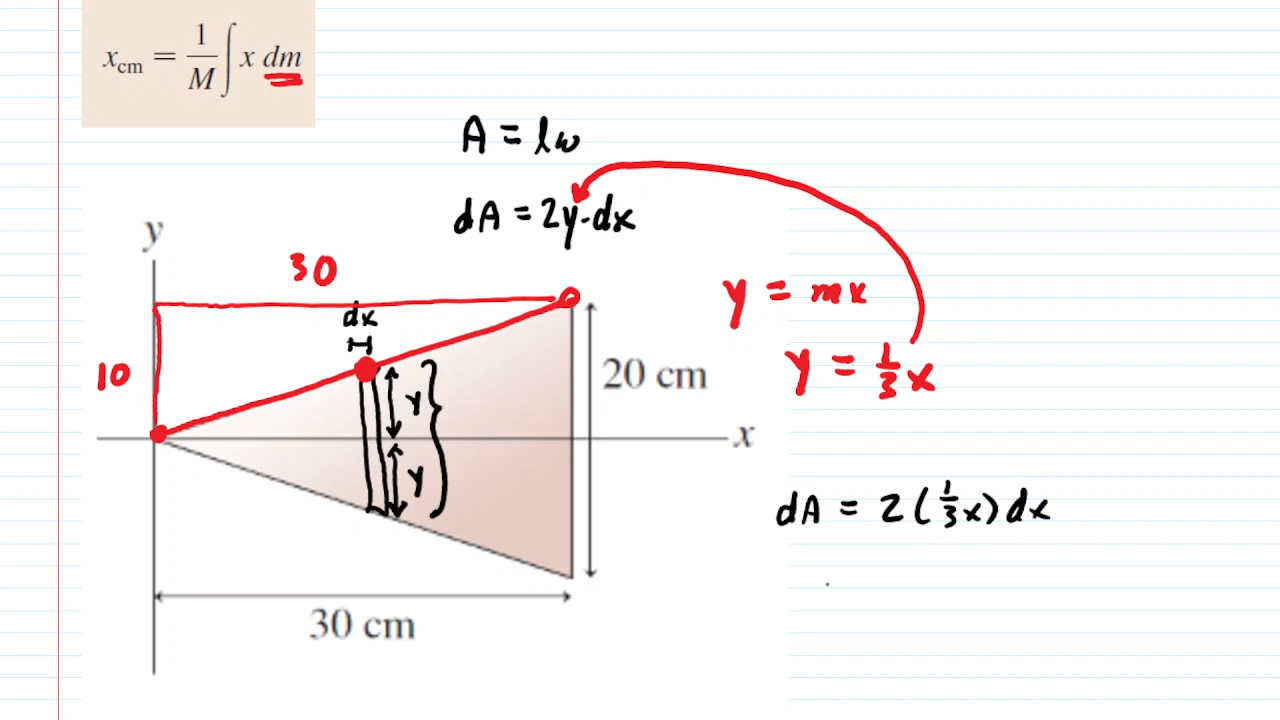 x_cm = 1/M ∫ x dm
A = lw
dA = 2y·dx
y
30
dx
y = mx
10
y
20 cm
y = 1/3 x
x
y
dA = 2(1/3 x)dx
30 cm